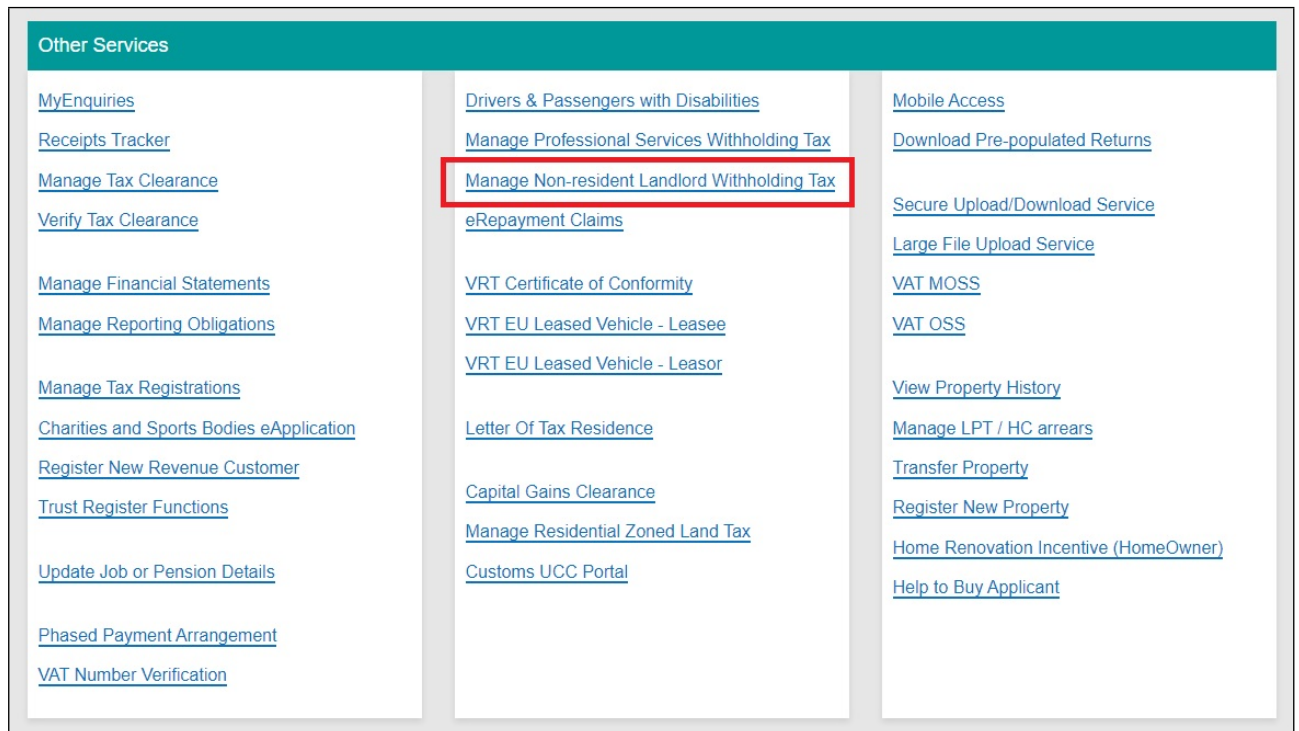 Other Services
MyEnquiries
Receipts Tracker
Manage Tax Clearance
Verify Tax Clearance
Manage Financial Statements
Manage Reporting Obligations
Manage Tax Registrations
Charities and Sports Bodies eApplication
Register New Revenue Customer
Trust Register Functions
Update Job or Pension Details
Phased Payment Arrangement
VAT Number Verification
Drivers & Passengers with Disabilities
Manage Professional Services Withholding Tax
Manage Non-resident Landlord Withholding Tax
eRepayment Claims
VRT Certificate of Conformity
VRT EU Leased Vehicle - Leasee
VRT EU Leased Vehicle - Leasor
Letter Of Tax Residence
Capital Gains Clearance
Manage Residential Zoned Land Tax
Customs UCC Portal
Mobile Access
Download Pre-populated Returns
Secure Upload/Download Service
Large File Upload Service
VAT MOSS
VAT OSS
View Property History
Manage LPT / HC arrears
Transfer Property
Register New Property
Home Renovation Incentive (HomeOwner)
Help to Buy Applicant